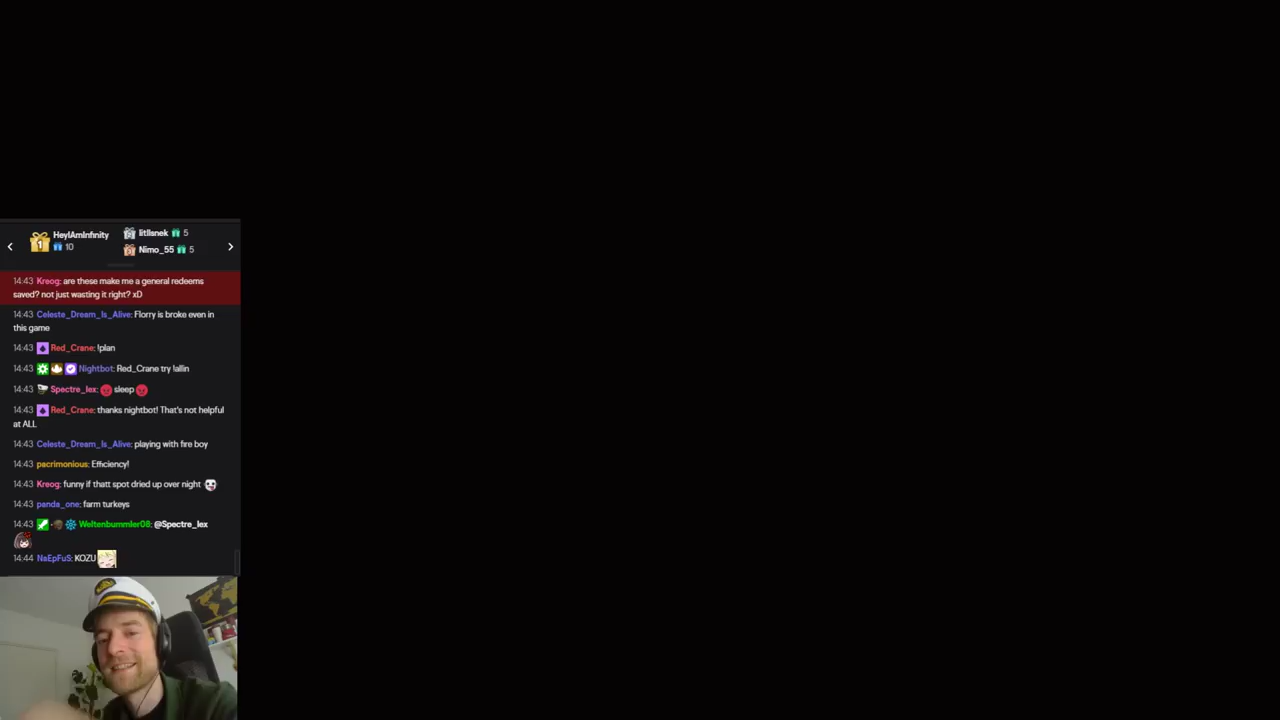 HeyIAmInfinity
10
litllsnek 5
Nimo_55 5
14:43 Kreog: are these make me a general redeems
saved? not just wasting it right? xD
14:43 Celeste_Dream_Is_Alive: Florry is broke even in
this game
14:43 Red_Crane: !plan
14:43 Nightbot: Red_Crane try !allin
14:43 Spectre_lex: sleep
14:43 Red_Crane: thanks nightbot! That's not helpful
at ALL
14:43 Celeste_Dream_Is_Alive: playing with fire boy
14:43 pacrimonious: Efficiency!
14:43 Kreog: funny if thatt spot dried up over night
14:43 panda_one: farm turkeys
14:43 Weltenbummler08: @Spectre_lex
14:44 NaEpFuS: KOZU